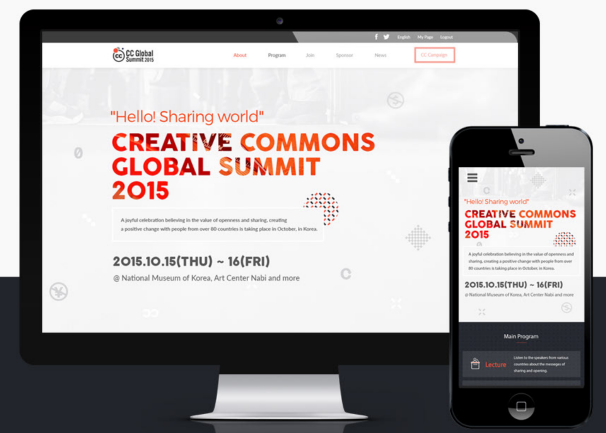 f
English My Page Logout
CC Global
Summit 2015
cc
About Program Join Sponsor News CC Campaign
"Hello! Sharing world"
CREATIVE COMMONS
GLOBAL SUMMIT
2015
A joyful celebration believing in the value of openness and sharing, creating
a positive change with people from over 80 countries is taking place in October, in Korea.
2015.10.15(THU) ~ 16(FRI)
@ National Museum of Korea, Art Center Nabi and more
"Hello! Sharing world"
CREATIVE COMMONS
GLOBAL SUMMIT
2015
A joyful celebration believing in the value of openness and
sharing, creating a positive change with people from over
80 countries is taking place in October, in Korea.
2015.10.15(THU) ~ 16(FRI)
@ National Museum of Korea, Art Center Nabi and more
Main Program
Lecture
Listen to the speakers from various
countries about the messages of
sharing and opening.